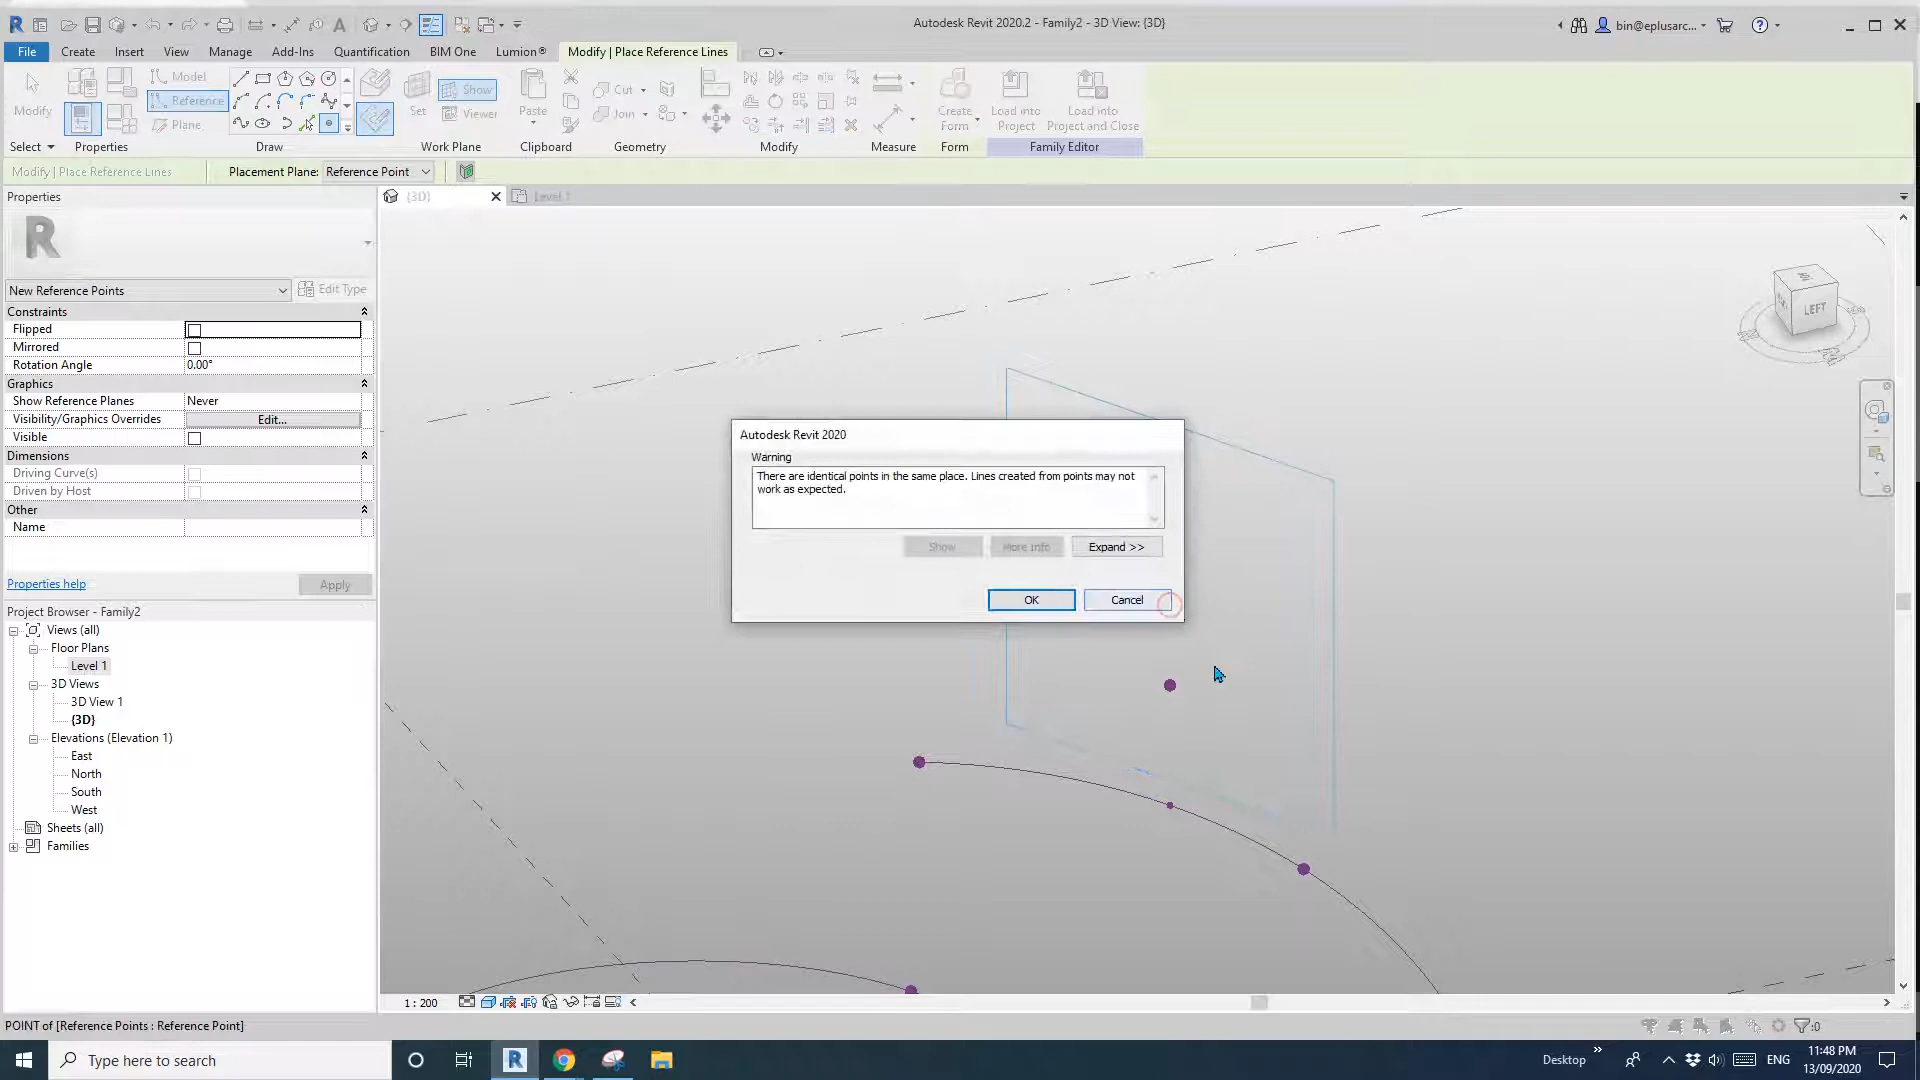 Autodesk Revit 2020.2 - Family2 - 3D View: {3D}
bin@eplusarc...
File Create Insert View Manage Add-Ins Quantification BIM One Lumion® Modify | Place Reference Lines
Modify
Model
Reference
Plane
Set
Show
Viewer
Paste
Cut
Join
Create
Form
Load into
Project
Load into
Project and Close
Select Properties Draw Work Plane Clipboard Geometry Modify Measure Form Family Editor
Modify | Place Reference Lines Placement Plane: Reference Point
Properties
{3D}
Level 1
R
New Reference Points Edit Type
Constraints
Flipped
Mirrored
Rotation Angle 0.00°
Graphics
Show Reference Planes Never
Visibility/Graphics Overrides Edit...
Visible
Dimensions
Driving Curve(s)
Driven by Host
Other
Name
Properties help Apply
Project Browser - Family2
Views (all)
Floor Plans
Level 1
3D Views
3D View 1
{3D}
Elevations (Elevation 1)
East
North
South
West
Sheets (all)
Families
LEFT
Autodesk Revit 2020
Warning
There are identical points in the same place. Lines created from points may not
work as expected.
Show More Info Expand >>
OK Cancel
1 : 200
POINT of [Reference Points : Reference Point]
:0
Type here to search
Desktop
ENG
11:48 PM
13/09/2020